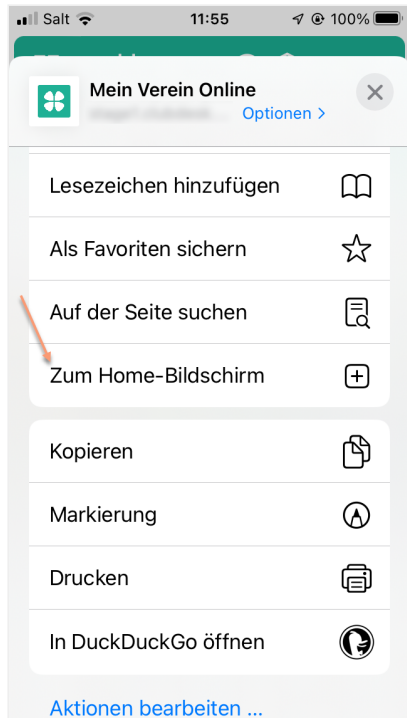 Salt 11:55 100%
Mein Verein Online
Optionen >
Lesezeichen hinzufügen
Als Favoriten sichern
Auf der Seite suchen
Zum Home-Bildschirm
Kopieren
Markierung
Drucken
In DuckDuckGo öffnen
Aktionen bearbeiten ...